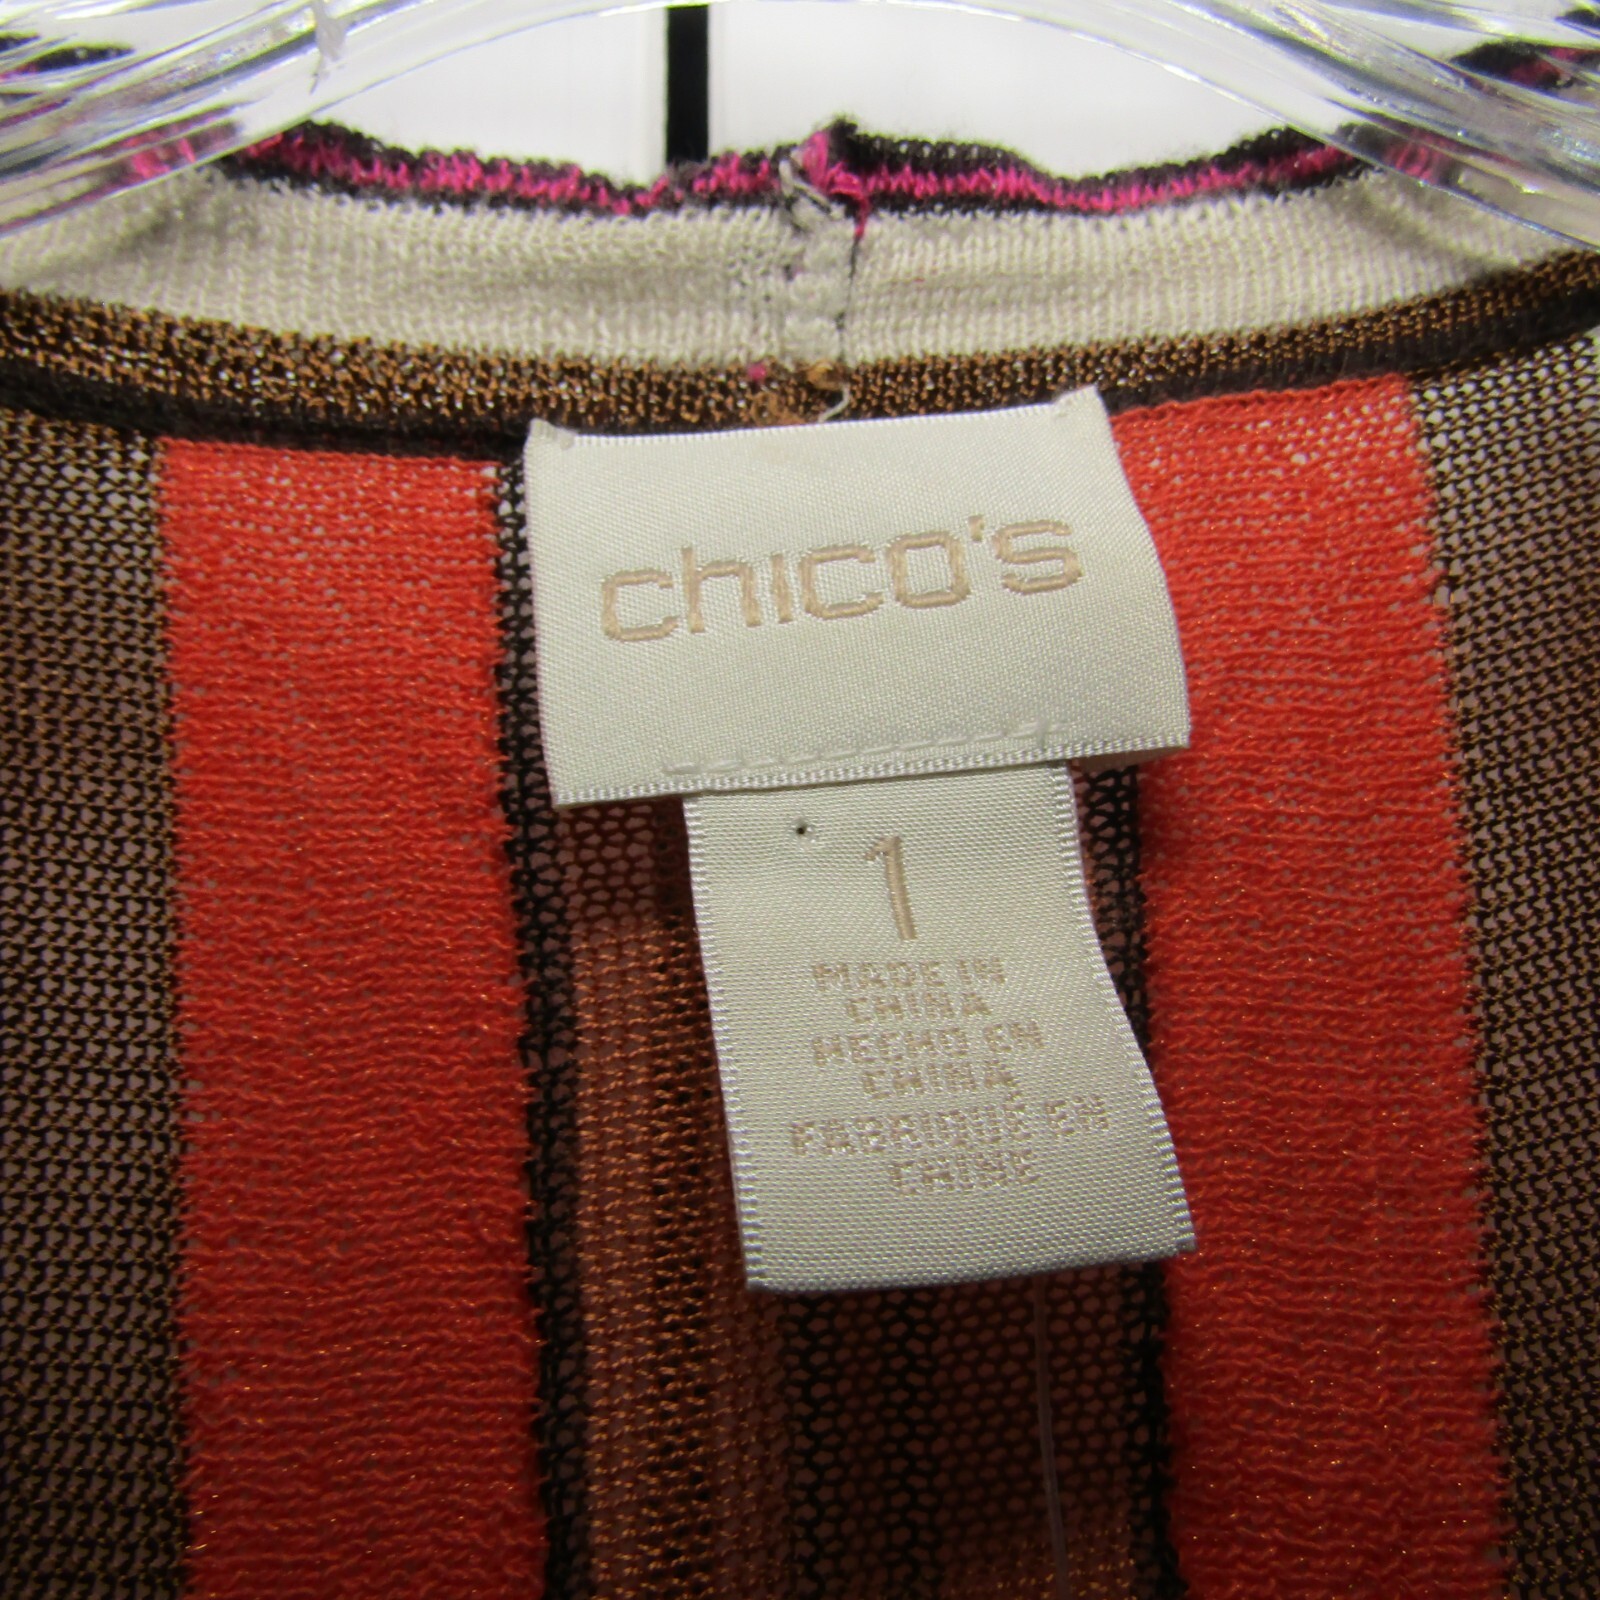 chico's
1
MADE IN
CHINA
HECHO EN
CHINA
FABRIQUÉ EN
CHINE